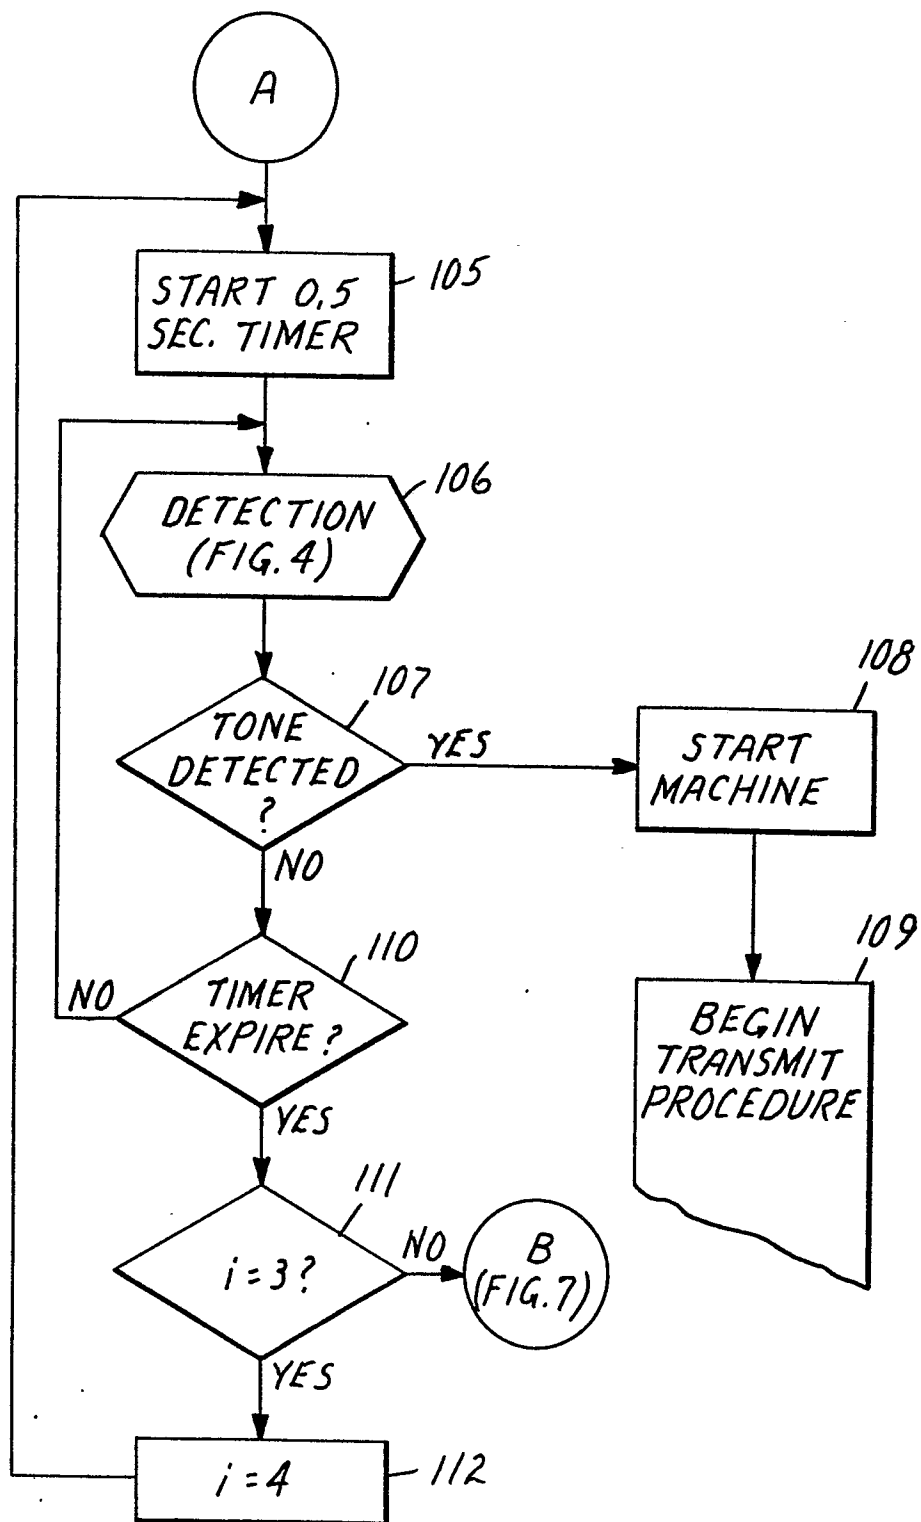 A
START 0,5
SEC. TIMER
105
DETECTION
(FIG. 4)
106
TONE
DETECTED
?
107
YES
START
MACHINE
108
NO
TIMER
EXPIRE ?
110
NO
BEGIN
TRANSMIT
PROCEDURE
109
YES
i = 3 ?
111
NO
B
(FIG. 7)
YES
i = 4
112